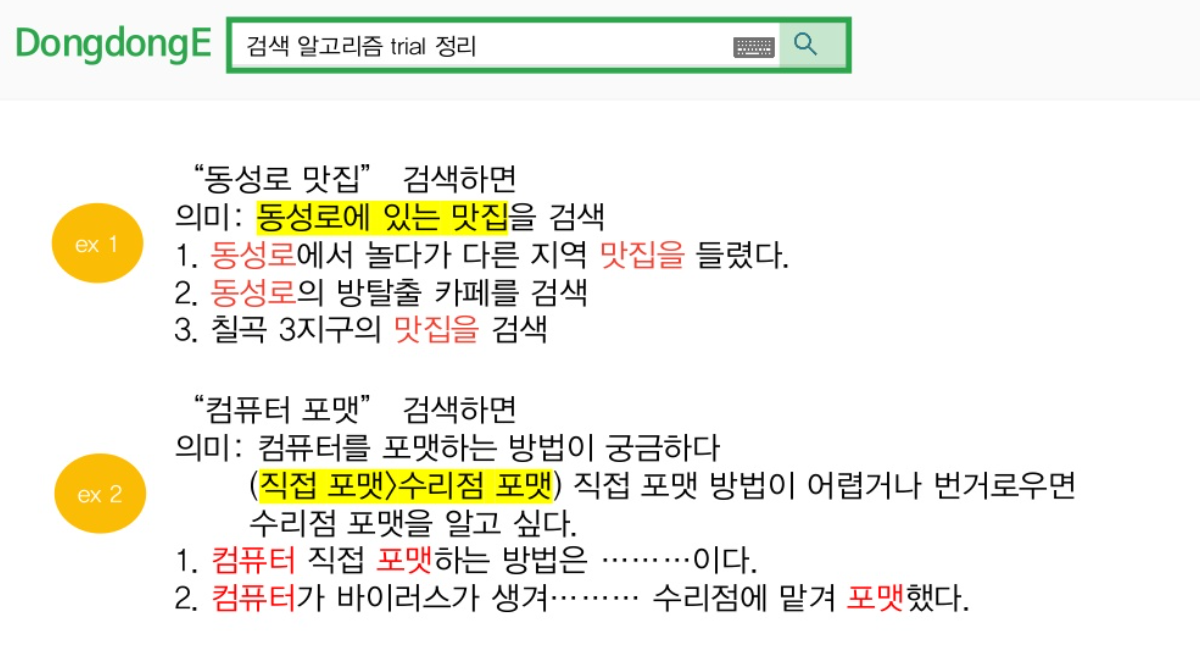 DongdongE
검색 알고리즘 trial 정리
“동성로 맛집” 검색하면
ex 1
의미: 동성로에 있는 맛집을 검색
1. 동성로에서 놀다가 다른 지역 맛집을 들렸다.
2. 동성로의 방탈출 카페를 검색
3. 칠곡 3지구의 맛집을 검색
“컴퓨터 포맷” 검색하면
ex 2
의미: 컴퓨터를 포맷하는 방법이 궁금하다
(직접 포맷>수리점 포맷) 직접 포맷 방법이 어렵거나 번거로우면
수리점 포맷을 알고 싶다.
1. 컴퓨터 직접 포맷하는 방법은 ………이다.
2. 컴퓨터가 바이러스가 생겨……… 수리점에 맡겨 포맷했다.